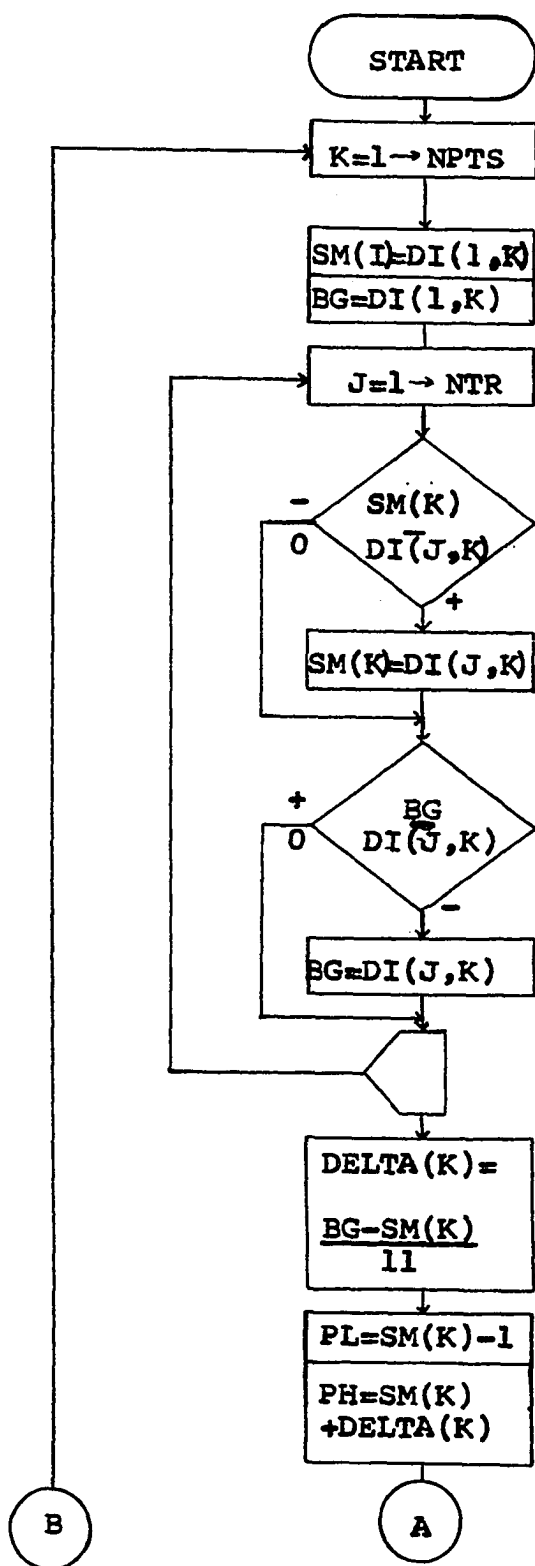 START
K=1→NPTS
SM(I)=DI(1,K)
BG=DI(1,K)
J=1→NTR
SM(K)
-
DI(J,K)
-
0
+
SM(K)=DI(J,K)
BG
-
DI(J,K)
+
0
-
BG=DI(J,K)
DELTA(K)=
BG-SM(K)
11
PL=SM(K)-1
PH=SM(K)
+DELTA(K)
B
A